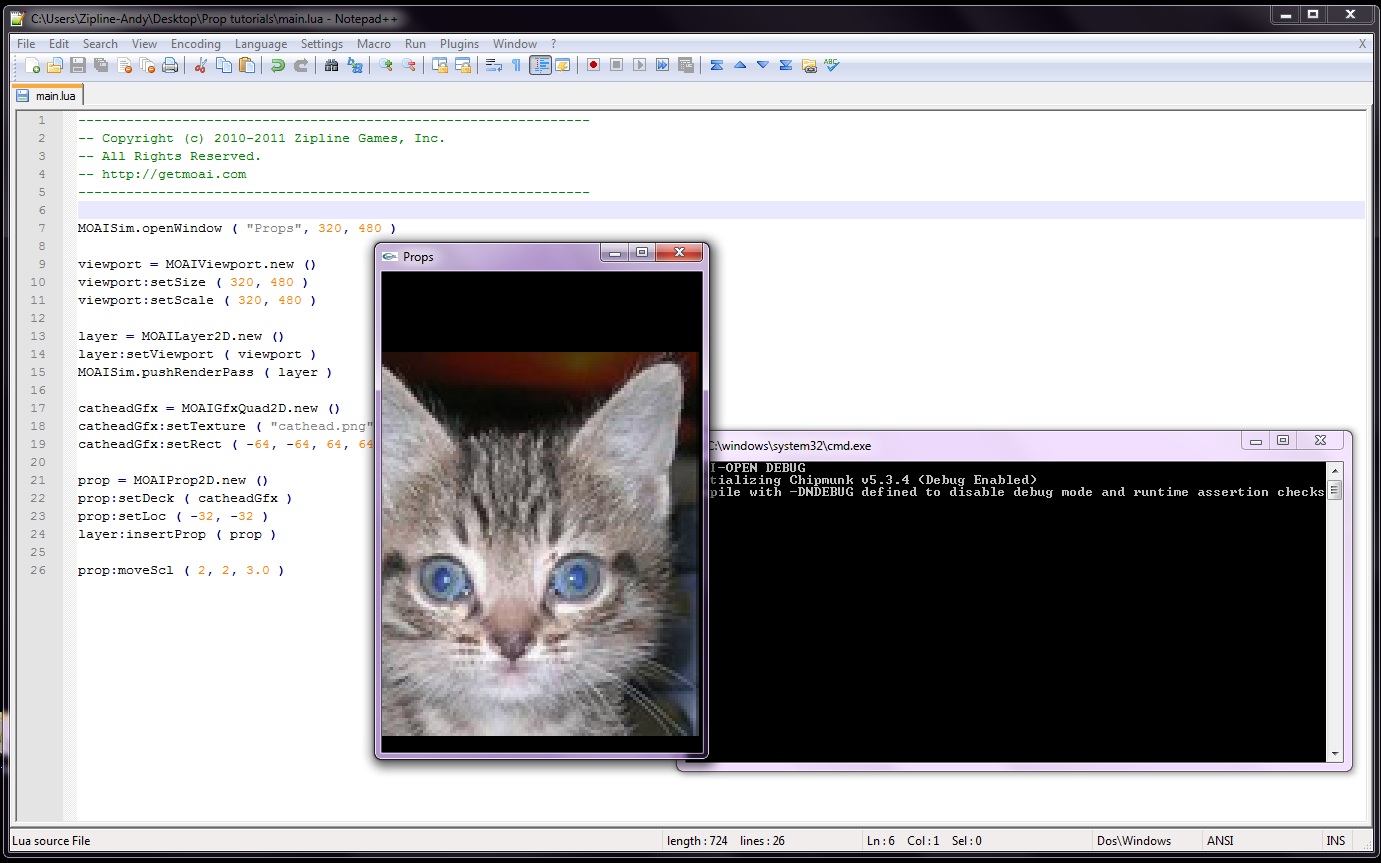 C:\Users\Zipline-Andy\Desktop\Prop tutorials\main.lua - Notepad++
File Edit Search View Encoding Language Settings Macro Run Plugins Window ? X
ABC
main.lua
1 ----------------------------------------------------------------
2 -- Copyright (c) 2010-2011 Zipline Games, Inc.
3 -- All Rights Reserved.
4 -- http://getmoai.com
5 ----------------------------------------------------------------
6
7 MOAISim.openWindow ( "Props", 320, 480 )
8
9 viewport = MOAIViewport.new ()
10 viewport:setSize ( 320, 480 )
11 viewport:setScale ( 320, 480 )
12
13 layer = MOAILayer2D.new ()
14 layer:setViewport ( viewport )
15 MOAISim.pushRenderPass ( layer )
16
17 catheadGfx = MOAIGfxQuad2D.new ()
18 catheadGfx:setTexture ( "cathead.png"
19 catheadGfx:setRect ( -64, -64, 64, 64
20
21 prop = MOAIProp2D.new ()
22 prop:setDeck ( catheadGfx )
23 prop:setLoc ( -32, -32 )
24 layer:insertProp ( prop )
25
26 prop:moveScl ( 2, 2, 3.0 )
Props
C:\windows\system32\cmd.exe
I-OPEN DEBUG
tializing Chipmunk v5.3.4 (Debug Enabled)
pile with -DNDEBUG defined to disable debug mode and runtime assertion checks
Lua source File length : 724 lines : 26 Ln : 6 Col : 1 Sel : 0 Dos\Windows ANSI INS